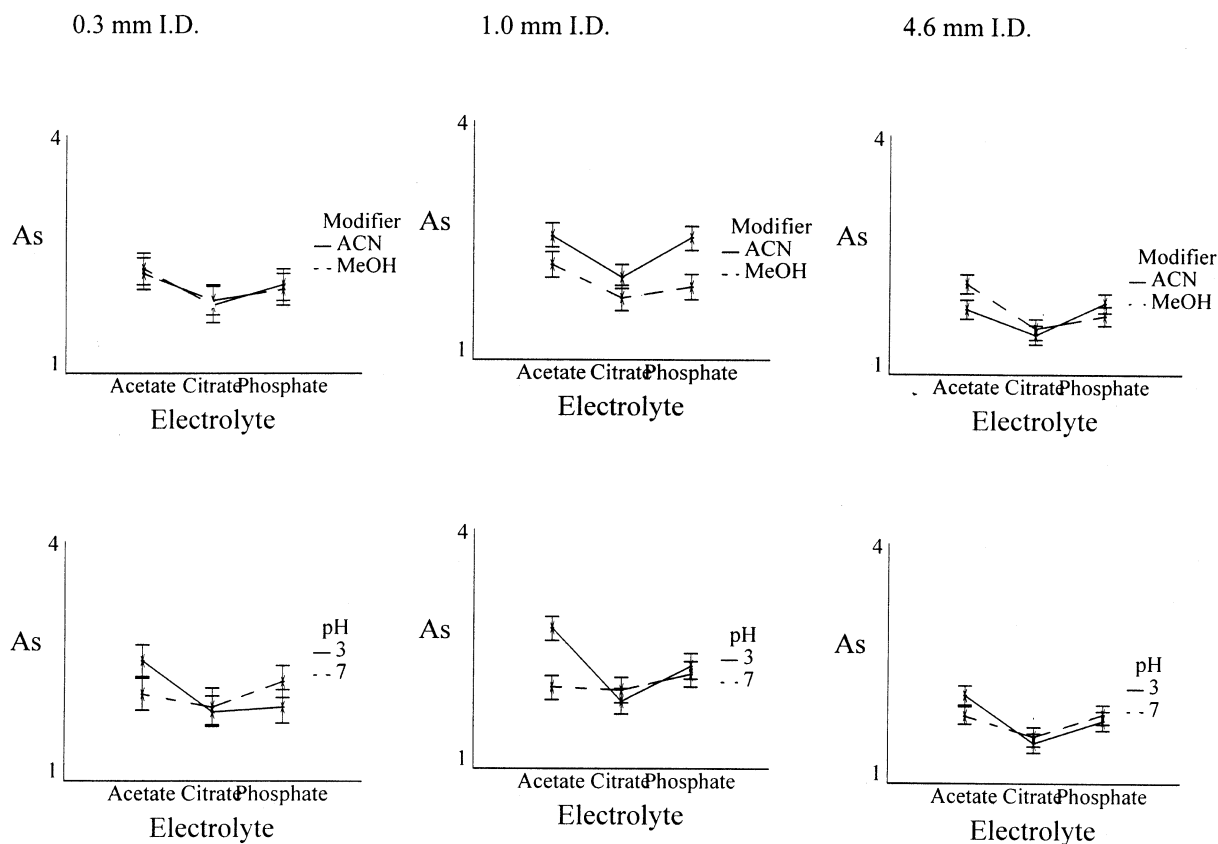 0.3 mm I.D.
1.0 mm I.D.
4.6 mm I.D.
4
As
1
Modifier
ACN
MeOH
Acetate Citrate Phosphate
Electrolyte
4
As
1
Modifier
ACN
MeOH
Acetate Citrate Phosphate
Electrolyte
4
As
1
Modifier
ACN
MeOH
Acetate Citrate Phosphate
Electrolyte
4
As
1
pH
3
7
Acetate Citrate Phosphate
Electrolyte
4
As
1
pH
3
7
Acetate Citrate Phosphate
Electrolyte
4
As
1
pH
3
7
Acetate Citrate Phosphate
Electrolyte